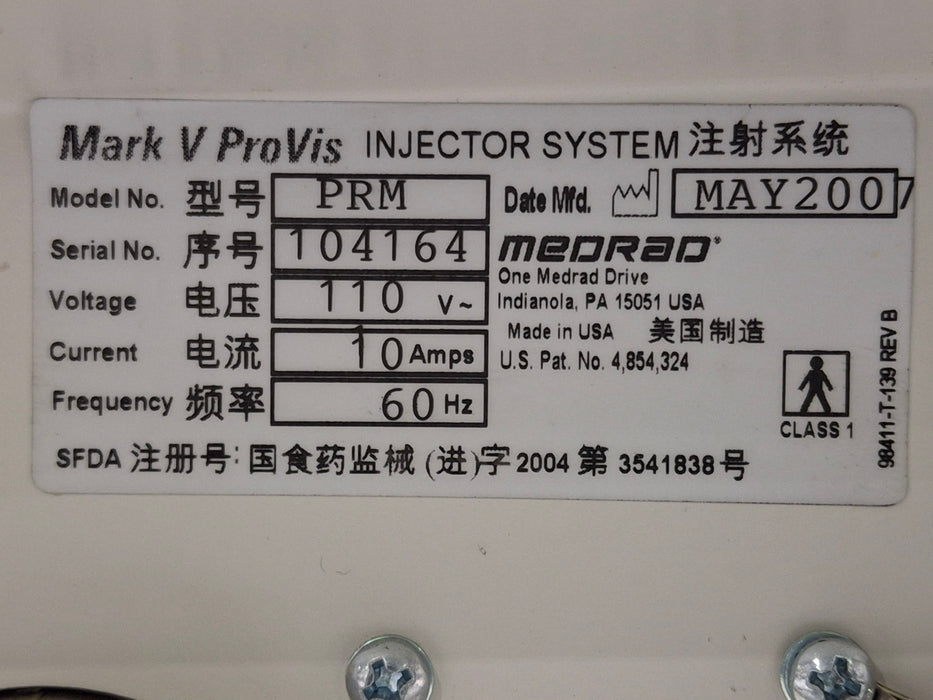 Mark V ProVis INJECTOR SYSTEM 注射系统
Model No. 型号 PRM
Date Mfd. MAY2007
Serial No. 序号 104164
MEDRAD®
One Medrad Drive
Voltage 电压 110 V~
Indianola, PA 15051 USA
Made in USA 美国制造
Current 电流 10 Amps
U.S. Pat. No. 4,854,324
Frequency 频率 60 Hz
CLASS 1
98411-T-139 REV B
SFDA 注册号: 国食药监械 (进)字 2004 第 3541838 号